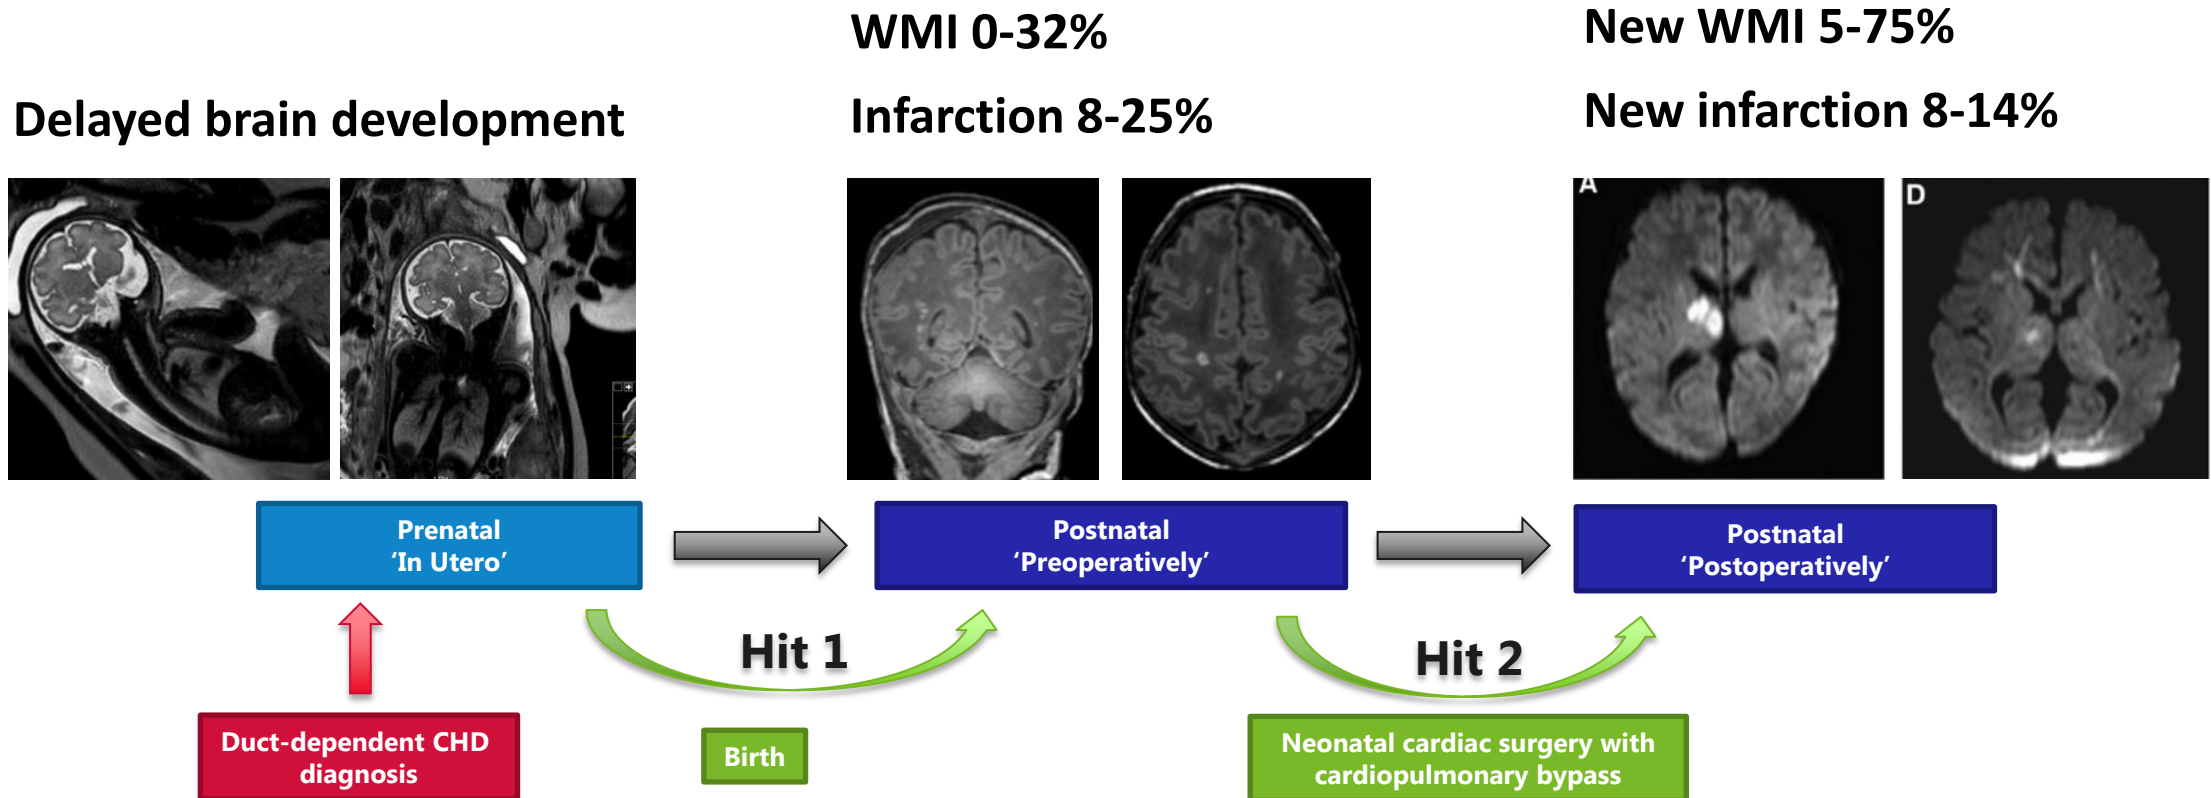 Delayed brain development
WMI 0-32%
Infarction 8-25%
New WMI 5-75%
New infarction 8-14%
A
D
Prenatal
‘In Utero’
Postnatal
‘Preoperatively’
Postnatal
‘Postoperatively’
Hit 1
Hit 2
Duct-dependent CHD
diagnosis
Birth
Neonatal cardiac surgery with
cardiopulmonary bypass